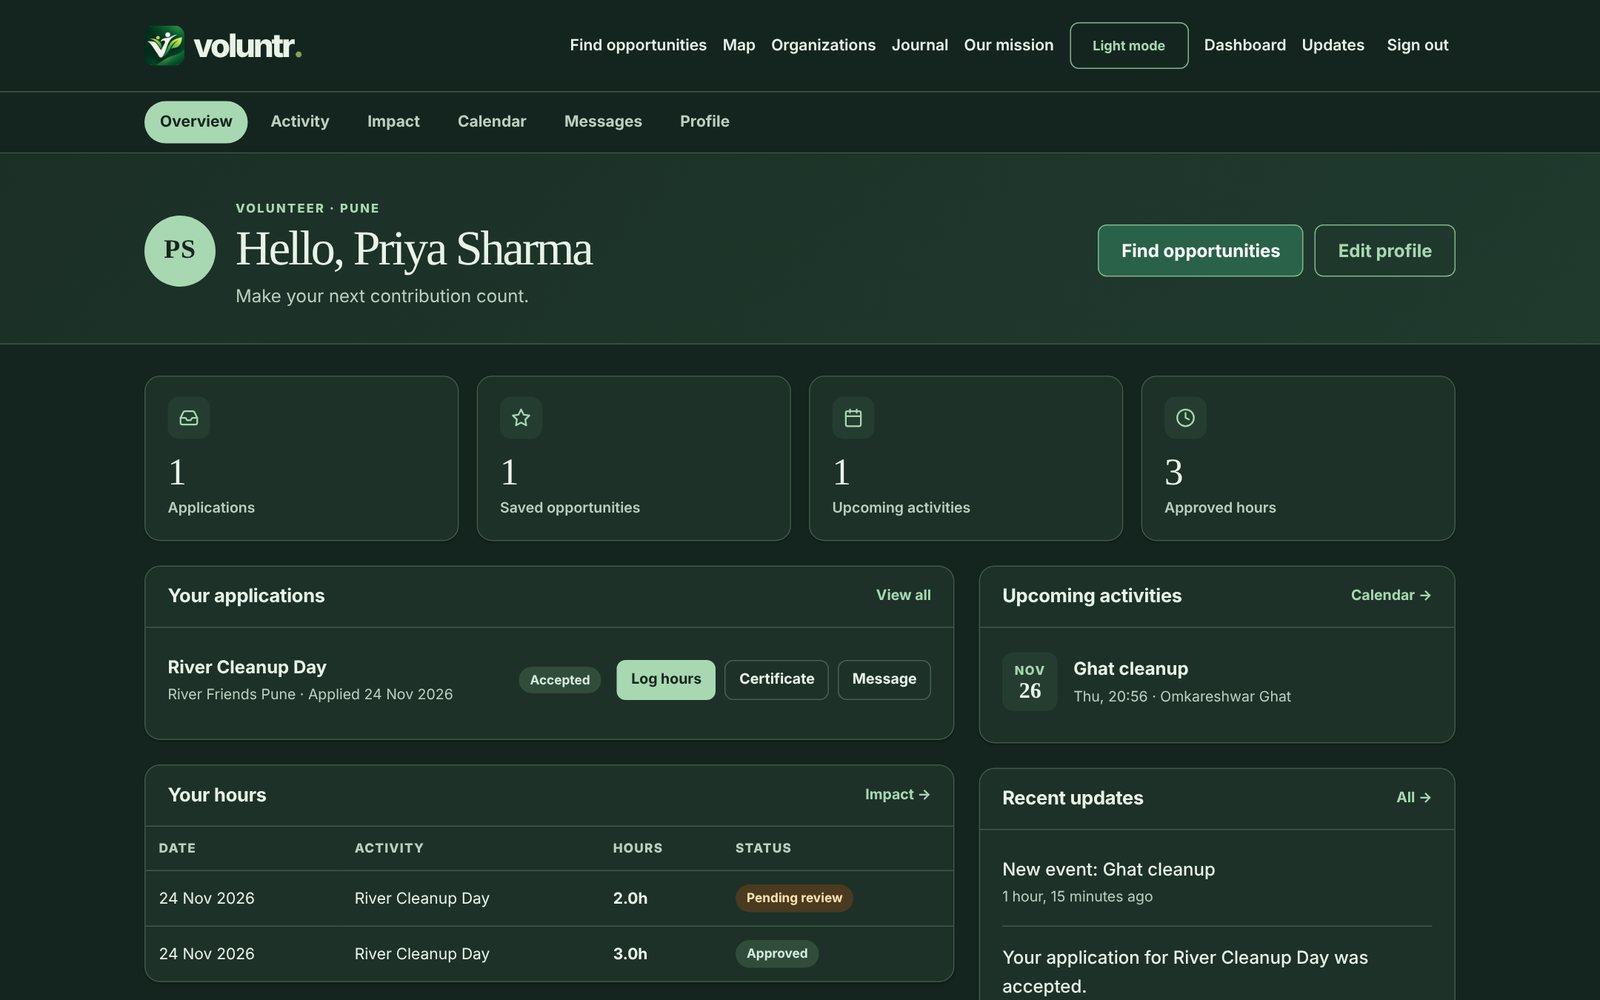 voluntr.
Find opportunities Map Organizations Journal Our mission Light mode Dashboard Updates Sign out
Overview Activity Impact Calendar Messages Profile
VOLUNTEER · PUNE
PS
Hello, Priya Sharma
Make your next contribution count.
Find opportunities Edit profile
1
Applications
1
Saved opportunities
1
Upcoming activities
3
Approved hours
Your applications View all
River Cleanup Day
River Friends Pune · Applied 24 Nov 2026
Accepted Log hours Certificate Message
Upcoming activities Calendar →
NOV
26
Ghat cleanup
Thu, 20:56 · Omkareshwar Ghat
Your hours Impact →
DATE ACTIVITY HOURS STATUS
24 Nov 2026 River Cleanup Day 2.0h Pending review
24 Nov 2026 River Cleanup Day 3.0h Approved
Recent updates All →
New event: Ghat cleanup
1 hour, 15 minutes ago
Your application for River Cleanup Day was
accepted.